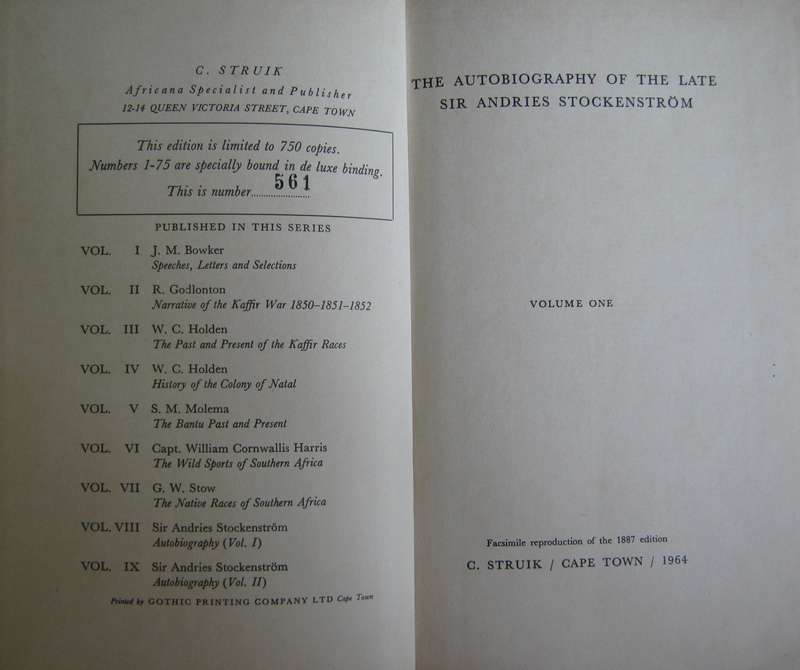 C. STRUIK
Africana Specialist and Publisher
12-14 QUEEN VICTORIA STREET, CAPE TOWN
This edition is limited to 750 copies.
Numbers 1-75 are specially bound in de luxe binding.
This is number........................561
PUBLISHED IN THIS SERIES
VOL. I J. M. Bowker
Speeches, Letters and Selections
VOL. II R. Godlonton
Narrative of the Kaffir War 1850-1851-1852
VOL. III W. C. Holden
The Past and Present of the Kaffir Races
VOL. IV W. C. Holden
History of the Colony of Natal
VOL. V S. M. Molema
The Bantu Past and Present
VOL. VI Capt. William Cornwallis Harris
The Wild Sports of Southern Africa
VOL. VII G. W. Stow
The Native Races of Southern Africa
VOL. VIII Sir Andries Stockenström
Autobiography (Vol. I)
VOL. IX Sir Andries Stockenström
Autobiography (Vol. II)
Printed by GOTHIC PRINTING COMPANY LTD Cape Town
THE AUTOBIOGRAPHY OF THE LATE
SIR ANDRIES STOCKENSTRÖM
VOLUME ONE
Facsimile reproduction of the 1887 edition
C. STRUIK / CAPE TOWN / 1964